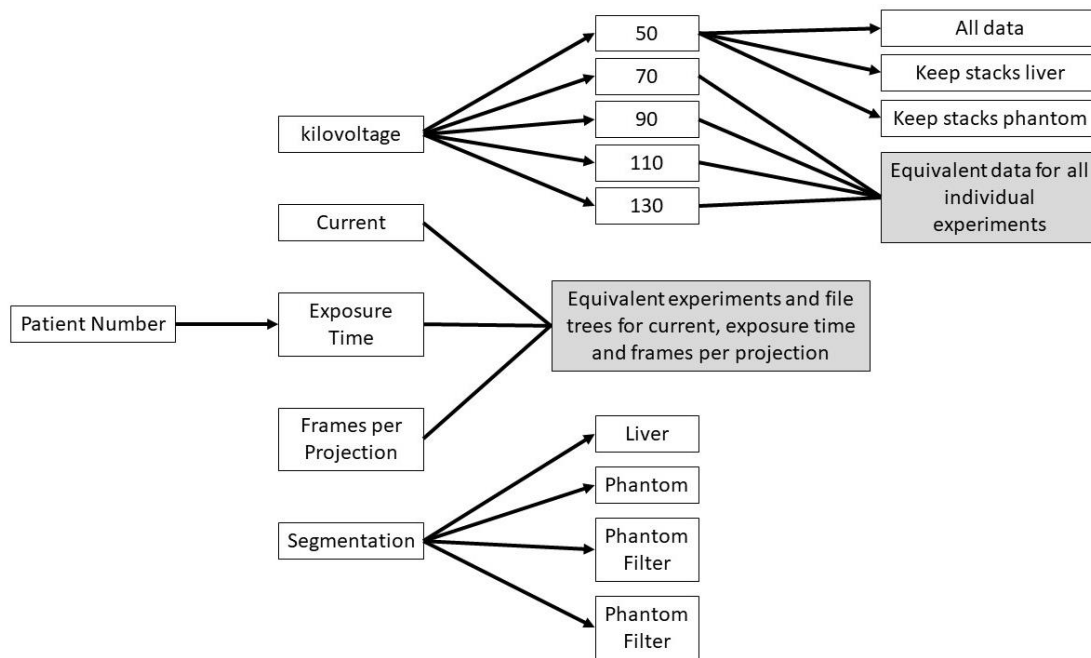 50
All data
70
Keep stacks liver
90
Keep stacks phantom
kilovoltage
110
130
Equivalent data for all
individual
experiments
Current
Patient Number
Exposure
Time
Equivalent experiments and file
trees for current, exposure time
and frames per projection
Frames per
Projection
Liver
Phantom
Segmentation
Phantom
Filter
Phantom
Filter